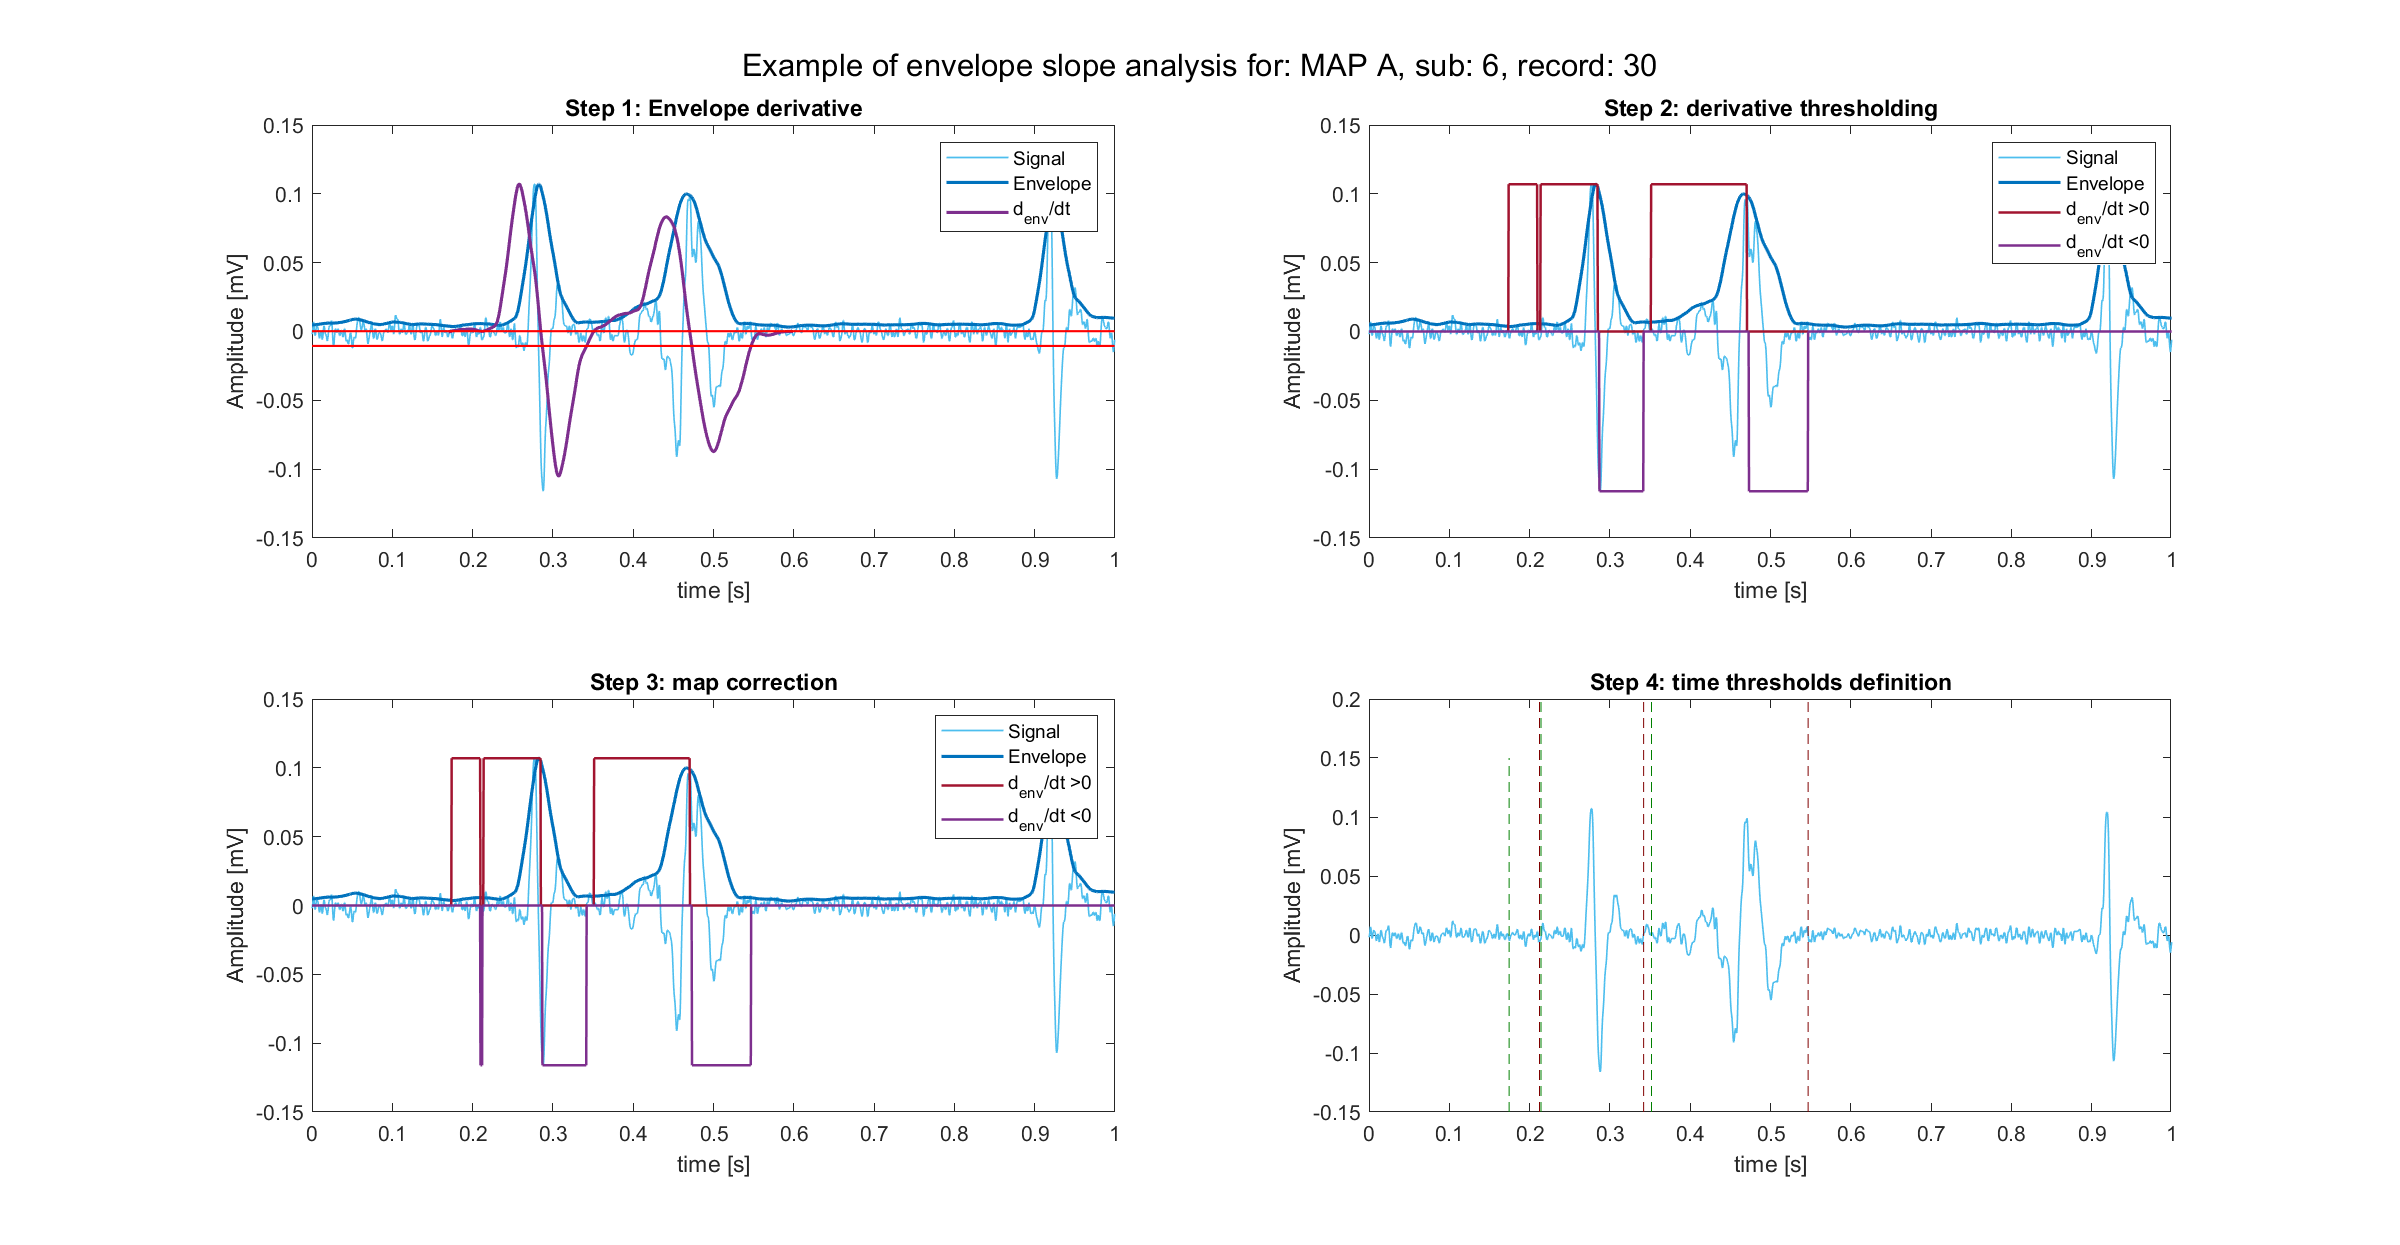 Example of envelope slope analysis for: MAP A, sub: 6, record: 30
Step 1: Envelope derivative
0.15
0.1
0.05
0
-0.05
-0.1
-0.15
Amplitude [mV]
Signal
Envelope
d_env/dt
0 0.1 0.2 0.3 0.4 0.5 0.6 0.7 0.8 0.9 1
time [s]
Step 2: derivative thresholding
0.15
0.1
0.05
0
-0.05
-0.1
-0.15
Amplitude [mV]
Signal
Envelope
d_env/dt >0
d_env/dt <0
0 0.1 0.2 0.3 0.4 0.5 0.6 0.7 0.8 0.9 1
time [s]
Step 3: map correction
0.15
0.1
0.05
0
-0.05
-0.1
-0.15
Amplitude [mV]
Signal
Envelope
d_env/dt >0
d_env/dt <0
0 0.1 0.2 0.3 0.4 0.5 0.6 0.7 0.8 0.9 1
time [s]
Step 4: time thresholds definition
0.2
0.15
0.1
0.05
0
-0.05
-0.1
-0.15
Amplitude [mV]
0 0.1 0.2 0.3 0.4 0.5 0.6 0.7 0.8 0.9 1
time [s]